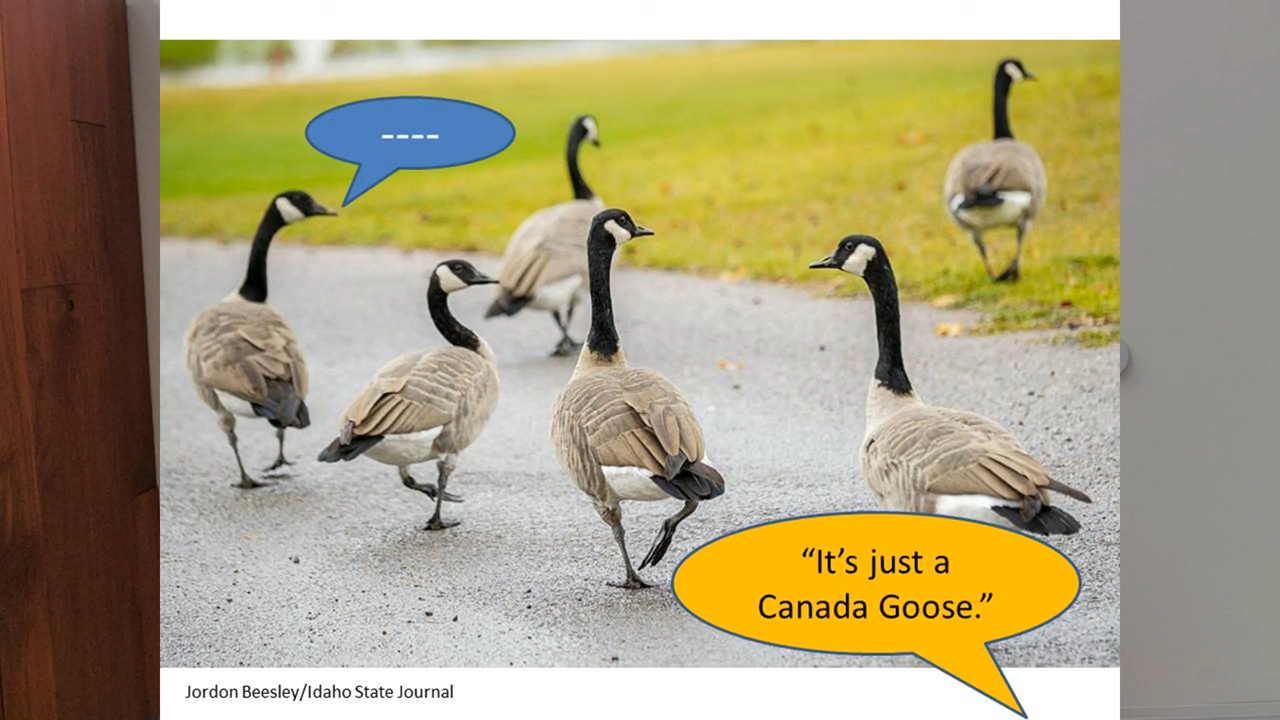 ----
“It’s just a
Canada Goose.”
Jordon Beesley/Idaho State Journal